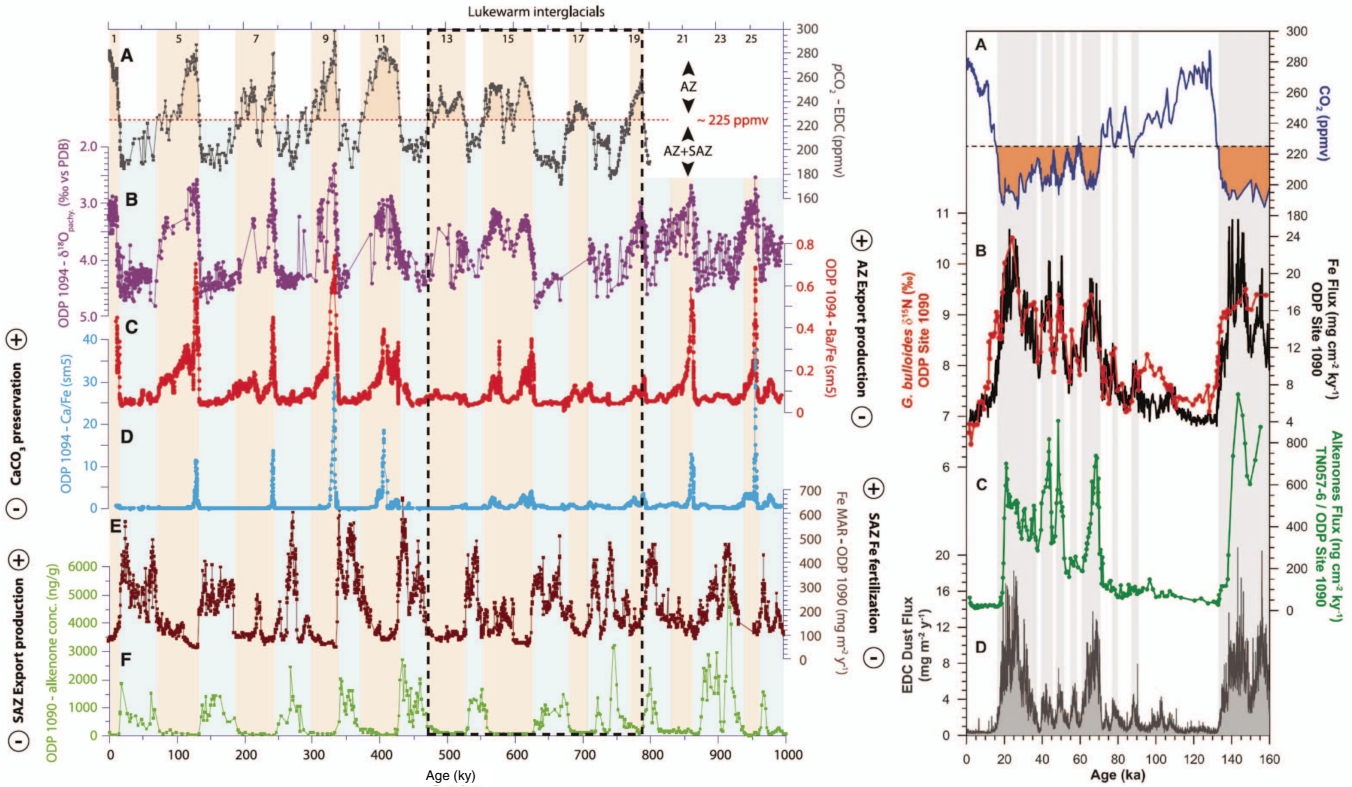 Lukewarm interglacials
1 5 7 9 11 13 15 17 19 21 23 25
A
300
280
260
240
220
200
180
160
pCO₂ - EDC (ppmv)
AZ
~ 225 ppmv
AZ+SAZ
2.0
3.0
4.0
5.0
ODP 1094 - δ¹⁸O pachy. (‰ vs PDB)
B
0.8
0.6
0.4
0.2
0
ODP 1094 - Ba/Fe (sm5)
C
40
30
20
10
0
ODP 1094 - Ca/Fe (sm5)
D
700
600
500
400
300
200
100
0
Fe MAR - ODP 1090 (mg m⁻² y⁻¹)
E
6000
5000
4000
3000
2000
1000
0
ODP 1090 - alkenone conc. (ng/g)
F
0 100 200 300 400 500 600 700 800 900 1000
Age (ky)
− CaCO₃ preservation +
− SAZ Export production +
− AZ Export production +
− SAZ Fe fertilization +
A
300
280
260
240
220
200
180
CO₂ (ppmv)
11
10
9
8
7
6
G. bulloides δ¹⁵N (‰)
ODP Site 1090
B
24
20
16
12
8
4
Fe Flux (mg cm⁻² ky⁻¹)
ODP Site 1090
C
800
600
400
200
0
Alkenones Flux (ng cm⁻² ky⁻¹)
TN057-6 / ODP Site 1090
20
16
12
8
4
0
EDC Dust Flux
(mg m⁻² y⁻¹)
D
0 20 40 60 80 100 120 140 160
Age (ka)